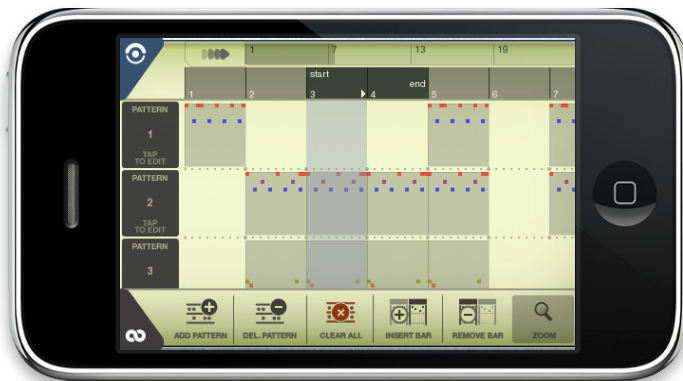 1 7 13 19
start
end
1 2 3 4 5 6 7
PATTERN
1
TAP
TO EDIT
PATTERN
2
TAP
TO EDIT
PATTERN
3
ADD PATTERN DEL. PATTERN CLEAR ALL INSERT BAR REMOVE BAR ZOOM